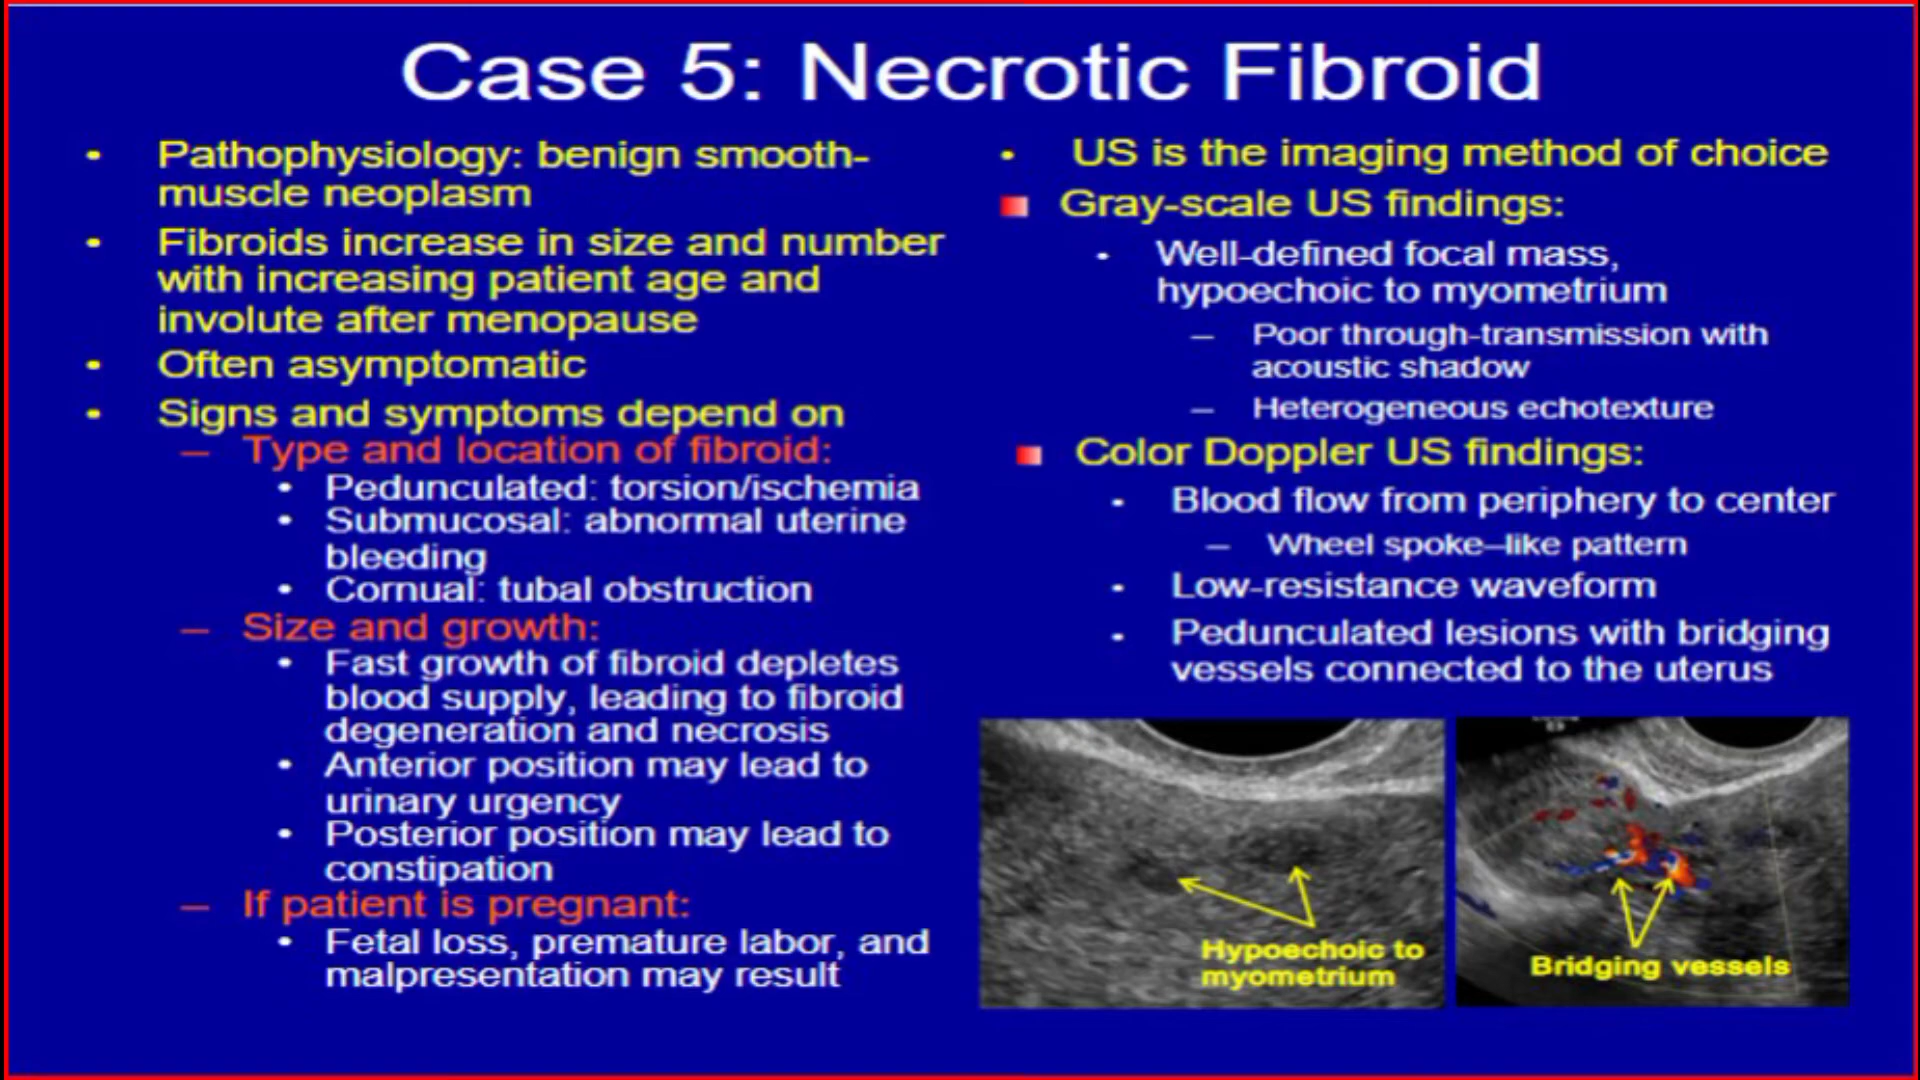 Case 5: Necrotic Fibroid
• Pathophysiology: benign smooth-
muscle neoplasm
• Fibroids increase in size and number
with increasing patient age and
involute after menopause
• Often asymptomatic
• Signs and symptoms depend on
– Type and location of fibroid:
• Pedunculated: torsion/ischemia
• Submucosal: abnormal uterine
bleeding
• Cornual: tubal obstruction
– Size and growth:
• Fast growth of fibroid depletes
blood supply, leading to fibroid
degeneration and necrosis
• Anterior position may lead to
urinary urgency
• Posterior position may lead to
constipation
– If patient is pregnant:
• Fetal loss, premature labor, and
malpresentation may result
• US is the imaging method of choice
Gray-scale US findings:
• Well-defined focal mass,
hypoechoic to myometrium
– Poor through-transmission with
acoustic shadow
– Heterogeneous echotexture
Color Doppler US findings:
• Blood flow from periphery to center
– Wheel spoke–like pattern
• Low-resistance waveform
• Pedunculated lesions with bridging
vessels connected to the uterus
Hypoechoic to
myometrium
Bridging vessels